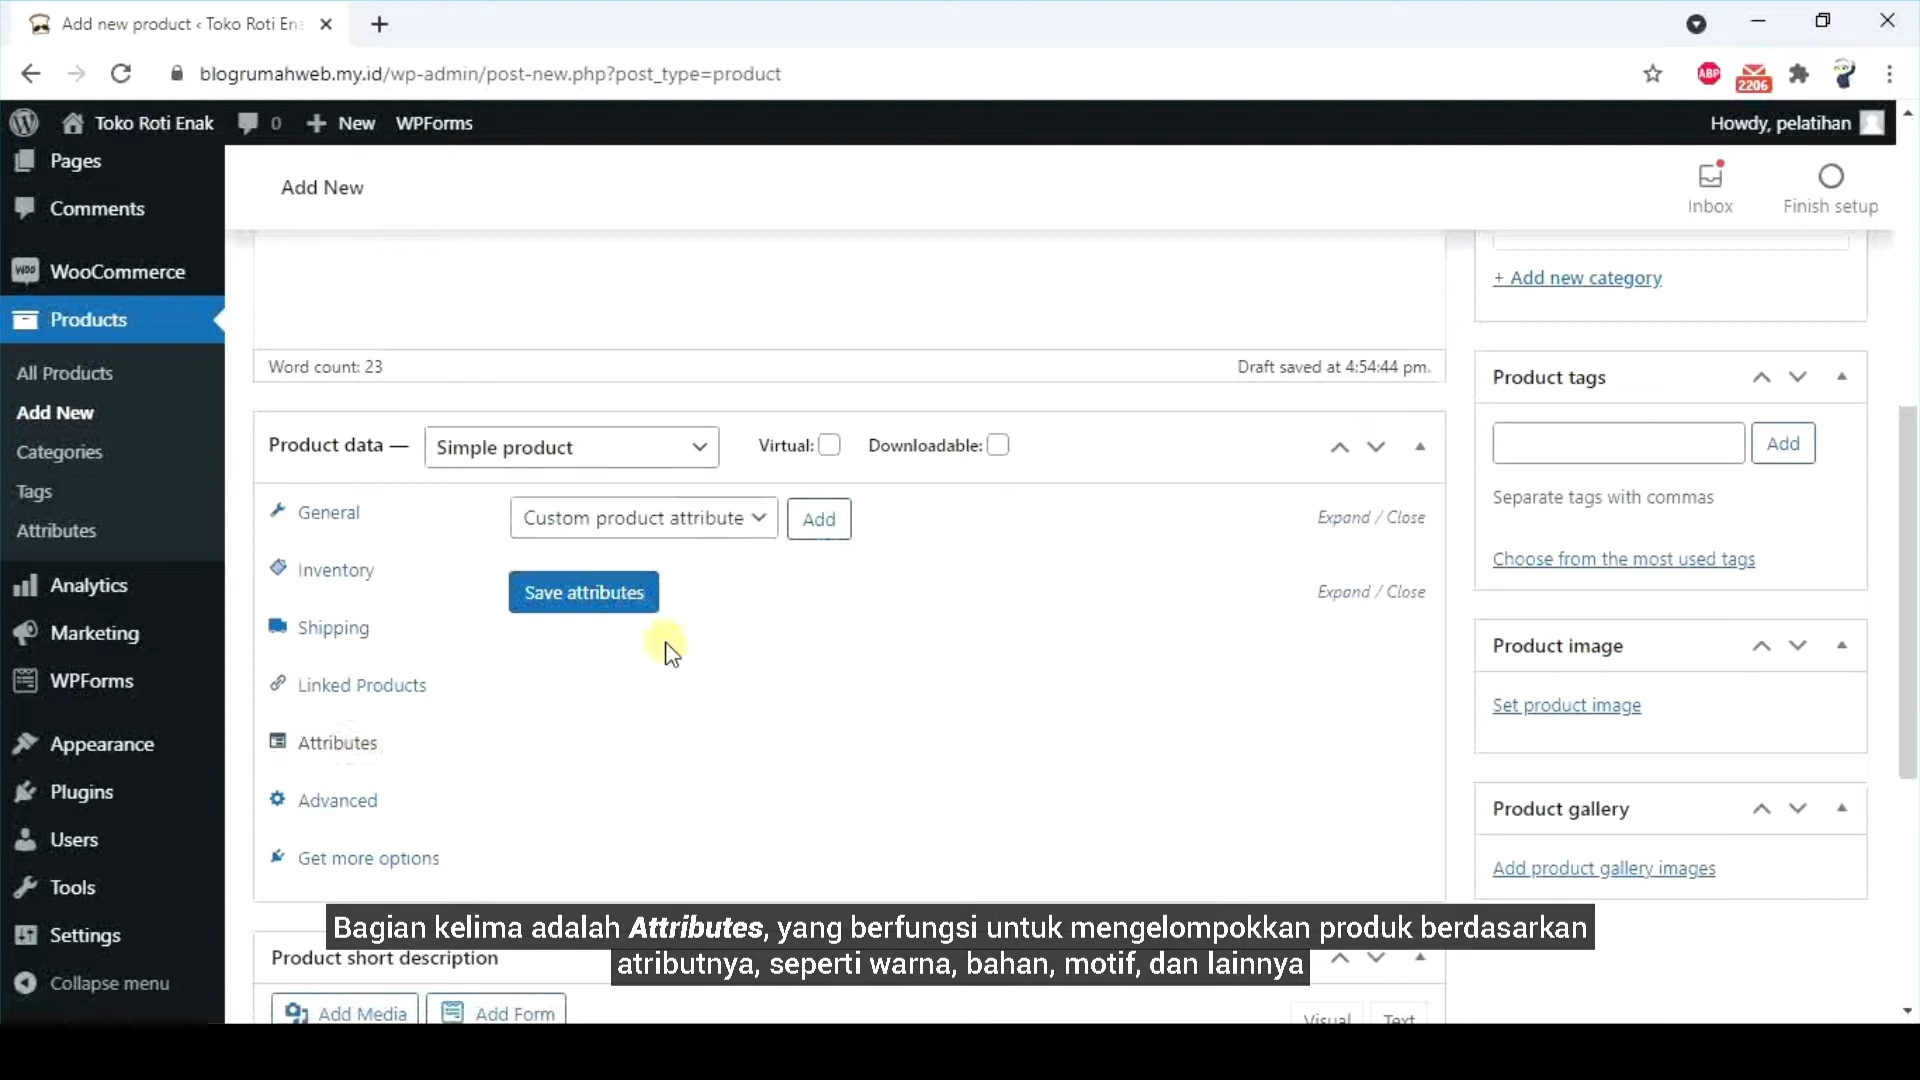 Add new product ‹ Toko Roti En
blogrumahweb.my.id/wp-admin/post-new.php?post_type=product
ABP
2206
Toko Roti Enak
0
New
WPForms
Howdy, pelatihan
Pages
Comments
WooCommerce
Products
All Products
Add New
Categories
Tags
Attributes
Analytics
Marketing
WPForms
Appearance
Plugins
Users
Tools
Settings
Collapse menu
Add New
Inbox
Finish setup
Word count: 23
Draft saved at 4:54:44 pm.
Product data — Simple product
Virtual:
Downloadable:
General
Inventory
Shipping
Linked Products
Attributes
Advanced
Get more options
Custom product attribute
Add
Expand / Close
Save attributes
Expand / Close
Product short description
Add Media
Add Form
Visual
Text
+ Add new category
Product tags
Add
Separate tags with commas
Choose from the most used tags
Product image
Set product image
Product gallery
Add product gallery images
Bagian kelima adalah Attributes, yang berfungsi untuk mengelompokkan produk berdasarkan
atributnya, seperti warna, bahan, motif, dan lainnya